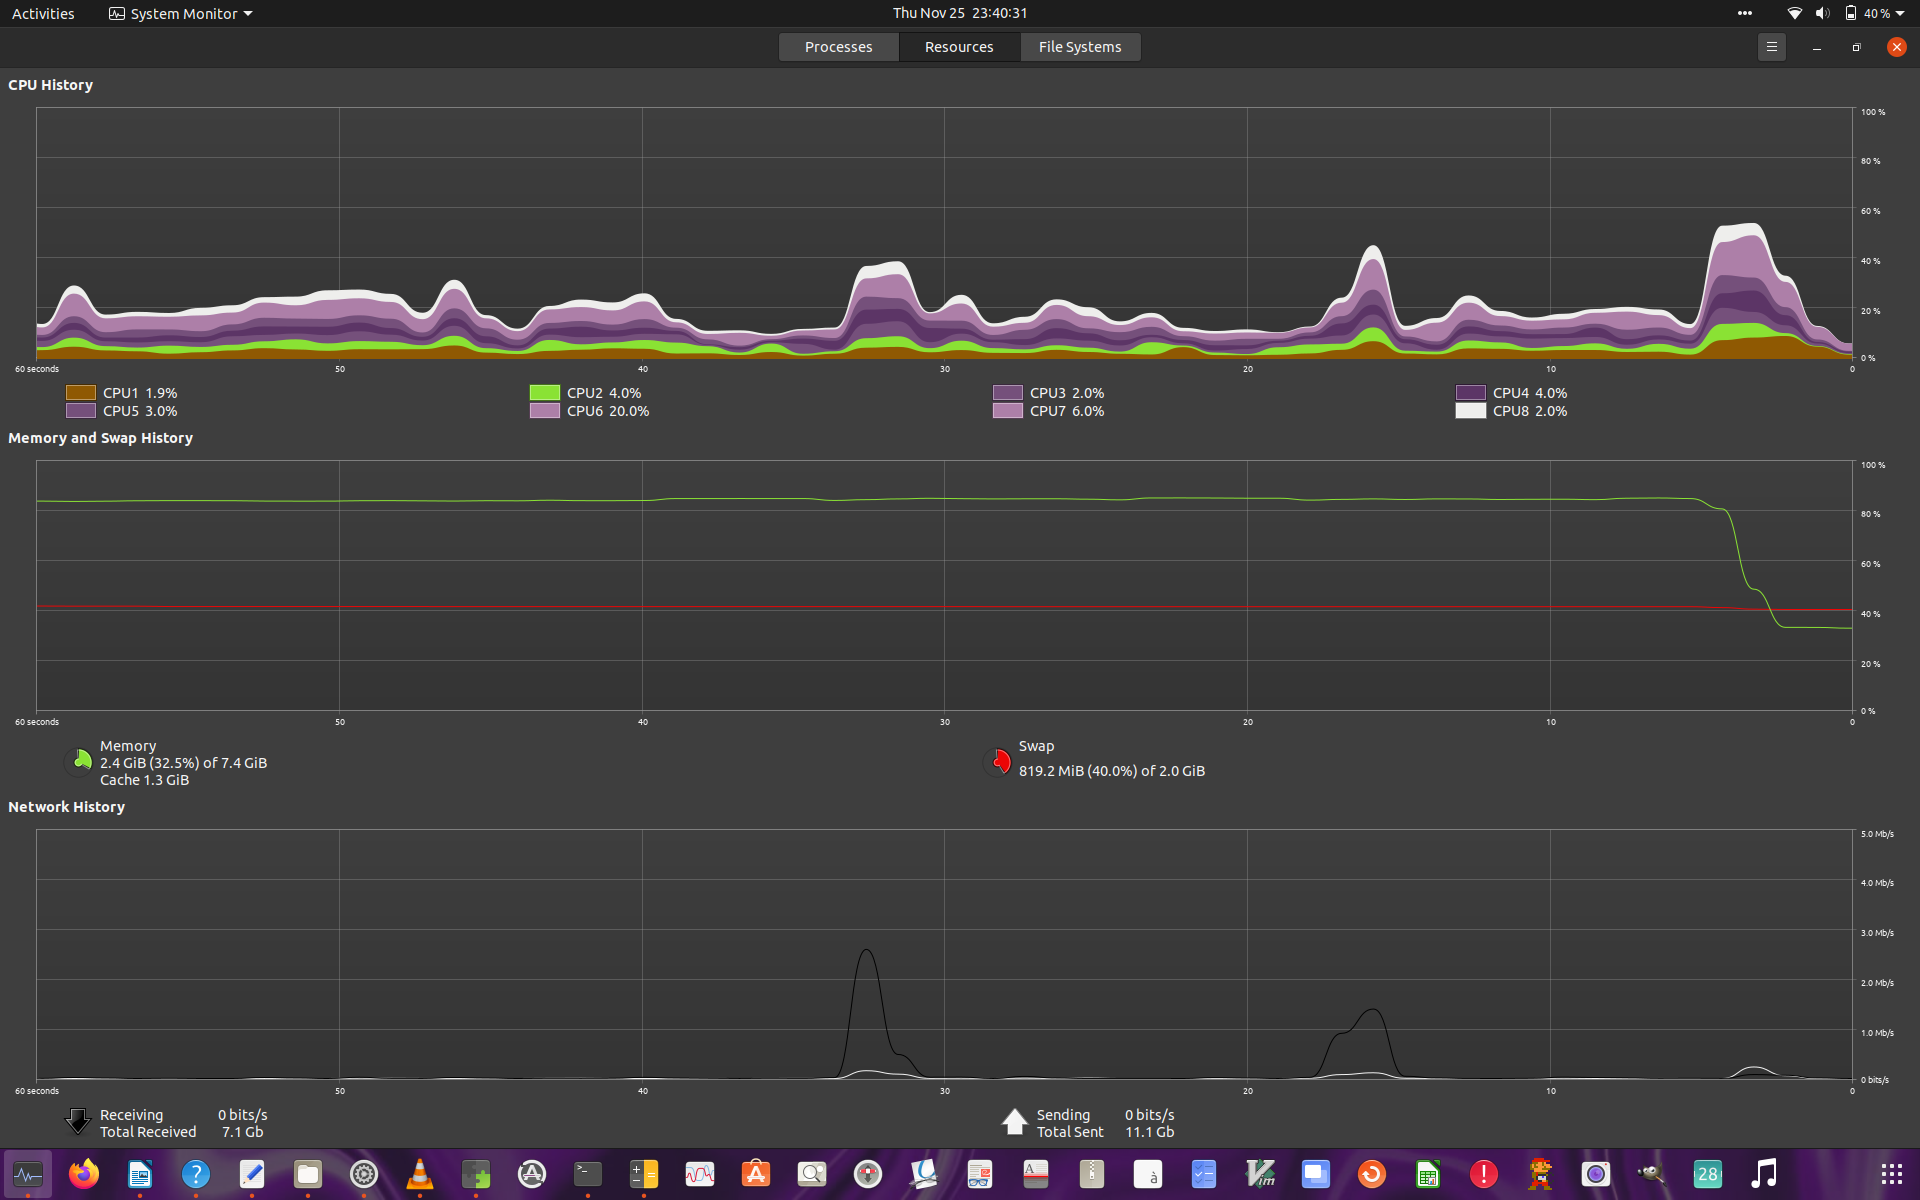 Activities System Monitor Thu Nov 25 23:40:31 40 %
Processes Resources File Systems
CPU History
100 %
80 %
60 %
40 %
20 %
0 %
60 seconds 50 40 30 20 10 0
CPU1 1.9% CPU2 4.0% CPU3 2.0% CPU4 4.0%
CPU5 3.0% CPU6 20.0% CPU7 6.0% CPU8 2.0%
Memory and Swap History
100 %
80 %
60 %
40 %
20 %
0 %
60 seconds 50 40 30 20 10 0
Memory
2.4 GiB (32.5%) of 7.4 GiB
Cache 1.3 GiB
Swap
819.2 MiB (40.0%) of 2.0 GiB
Network History
5.0 Mb/s
4.0 Mb/s
3.0 Mb/s
2.0 Mb/s
1.0 Mb/s
0 bits/s
60 seconds 50 40 30 20 10 0
Receiving 0 bits/s
Total Received 7.1 Gb
Sending 0 bits/s
Total Sent 11.1 Gb
? >_ A à Vim ! 28